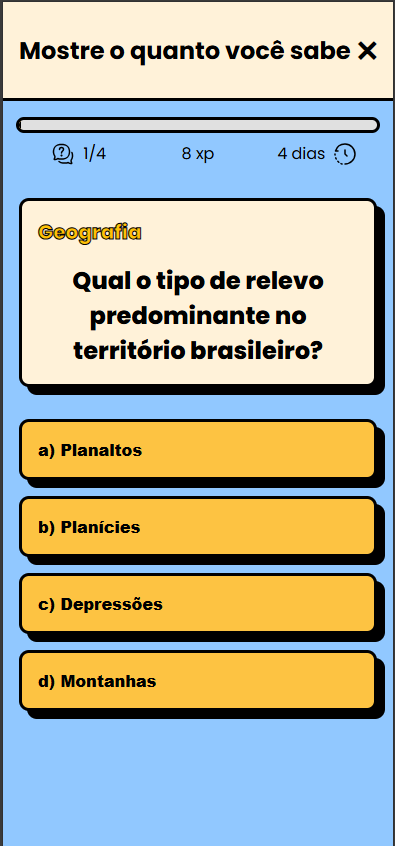 Mostre o quanto você sabe ✕
1/4 8 xp 4 dias
Geografia
Qual o tipo de relevo
predominante no
território brasileiro?
a) Planaltos
b) Planícies
c) Depressões
d) Montanhas